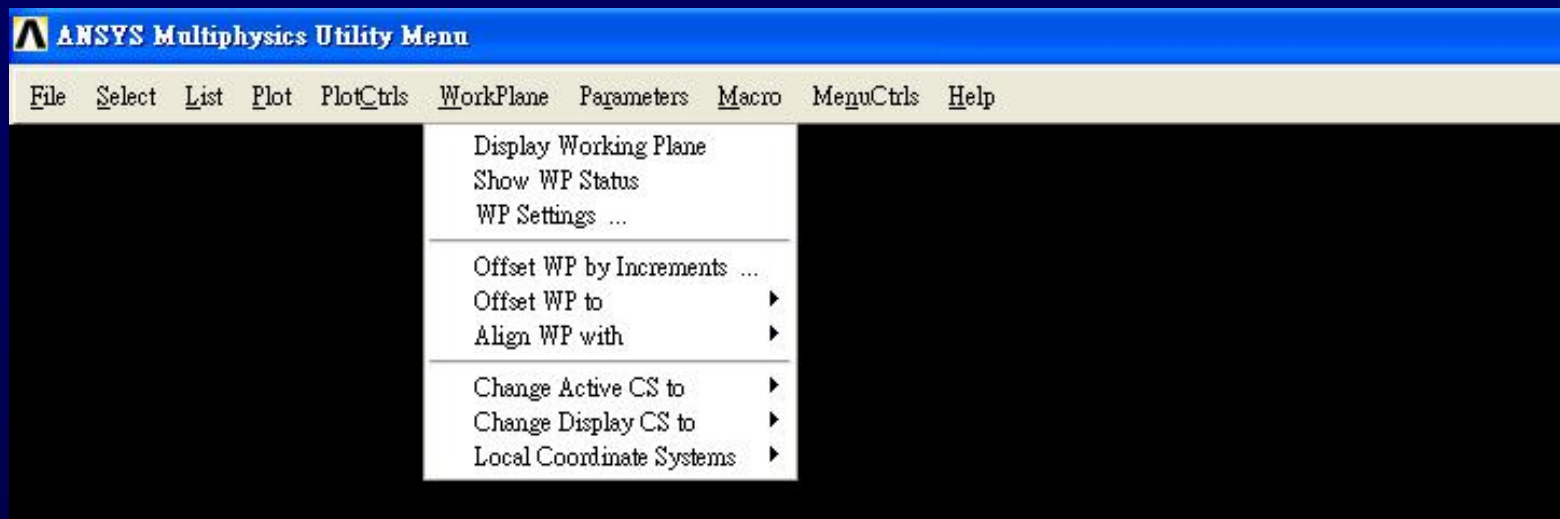 ANSYS Multiphysics Utility Menu
File Select List Plot PlotCtrls WorkPlane Parameters Macro MenuCtrls Help
Display Working Plane
Show WP Status
WP Settings ...
Offset WP by Increments ...
Offset WP to
Align WP with
Change Active CS to
Change Display CS to
Local Coordinate Systems